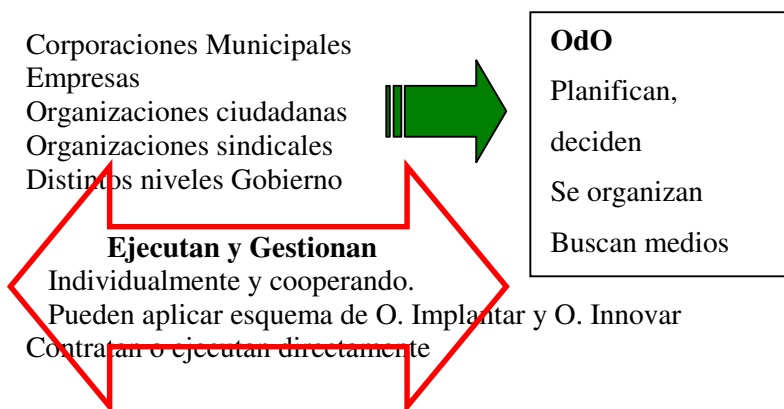 Corporaciones Municipales
Empresas
Organizaciones ciudadanas
Organizaciones sindicales
Distintos niveles Gobierno
OdO
Planifican,
deciden
Se organizan
Buscan medios
Ejecutan y Gestionan
Individualmente y cooperando.
Pueden aplicar esquema de O. Implantar y O. Innovar
Contratan o ejecutan directamente